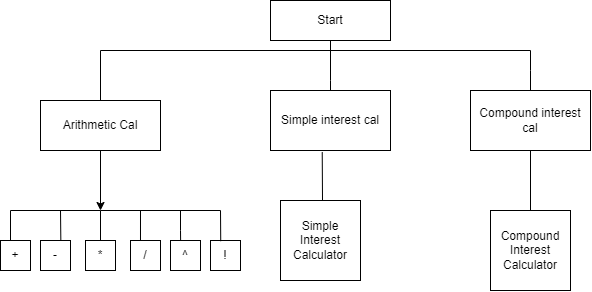 Start
Arithmetic Cal
Simple interest cal
Compound interest
cal
+
-
*
/
^
!
Simple
Interest
Calculator
Compound
Interest
Calculator